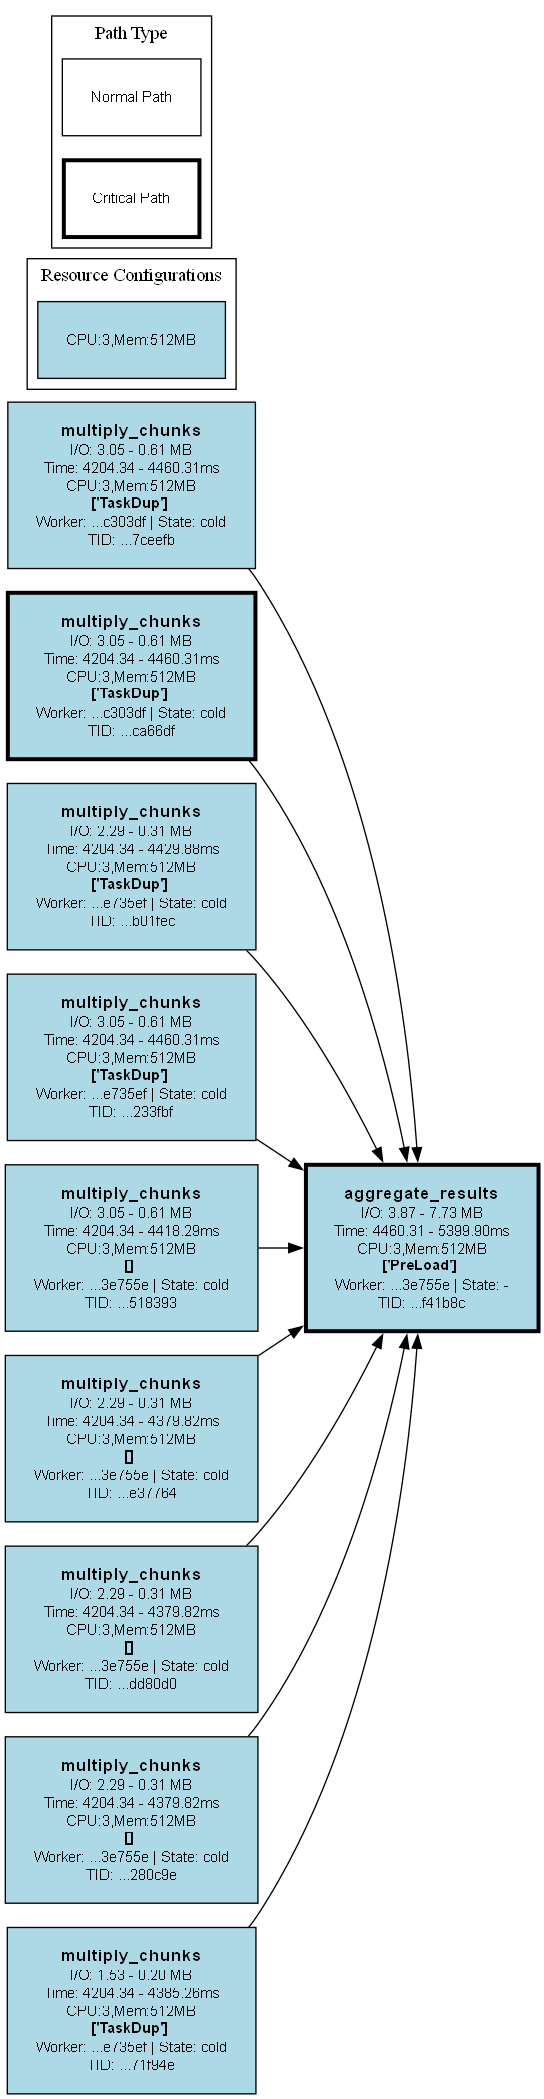 Path Type
Normal Path
Critical Path
Resource Configurations
CPU:3,Mem:512MB
multiply_chunks
I/O: 3.05 - 0.61 MB
Time: 4204.34 - 4460.31ms
CPU:3,Mem:512MB
['TaskDup']
Worker: ...c303df | State: cold
TID: ...7ceefb
multiply_chunks
I/O: 3.05 - 0.61 MB
Time: 4204.34 - 4460.31ms
CPU:3,Mem:512MB
['TaskDup']
Worker: ...c303df | State: cold
TID: ...ca66df
multiply_chunks
I/O: 2.29 - 0.31 MB
Time: 4204.34 - 4429.88ms
CPU:3,Mem:512MB
['TaskDup']
Worker: ...e735ef | State: cold
TID: ...b01fec
multiply_chunks
I/O: 3.05 - 0.61 MB
Time: 4204.34 - 4460.31ms
CPU:3,Mem:512MB
['TaskDup']
Worker: ...e735ef | State: cold
TID: ...233fbf
multiply_chunks
I/O: 3.05 - 0.61 MB
Time: 4204.34 - 4418.29ms
CPU:3,Mem:512MB
[]
Worker: ...3e755e | State: cold
TID: ...518393
aggregate_results
I/O: 3.87 - 7.73 MB
Time: 4460.31 - 5399.90ms
CPU:3,Mem:512MB
['PreLoad']
Worker: ...3e755e | State: -
TID: ...f41b8c
multiply_chunks
I/O: 2.29 - 0.31 MB
Time: 4204.34 - 4379.82ms
CPU:3,Mem:512MB
[]
Worker: ...3e755e | State: cold
TID: ...e37764
multiply_chunks
I/O: 2.29 - 0.31 MB
Time: 4204.34 - 4379.82ms
CPU:3,Mem:512MB
[]
Worker: ...3e755e | State: cold
TID: ...dd80d0
multiply_chunks
I/O: 2.29 - 0.31 MB
Time: 4204.34 - 4379.82ms
CPU:3,Mem:512MB
[]
Worker: ...3e755e | State: cold
TID: ...280c9e
multiply_chunks
I/O: 1.53 - 0.20 MB
Time: 4204.34 - 4385.26ms
CPU:3,Mem:512MB
['TaskDup']
Worker: ...e735ef | State: cold
TID: ...71f94e